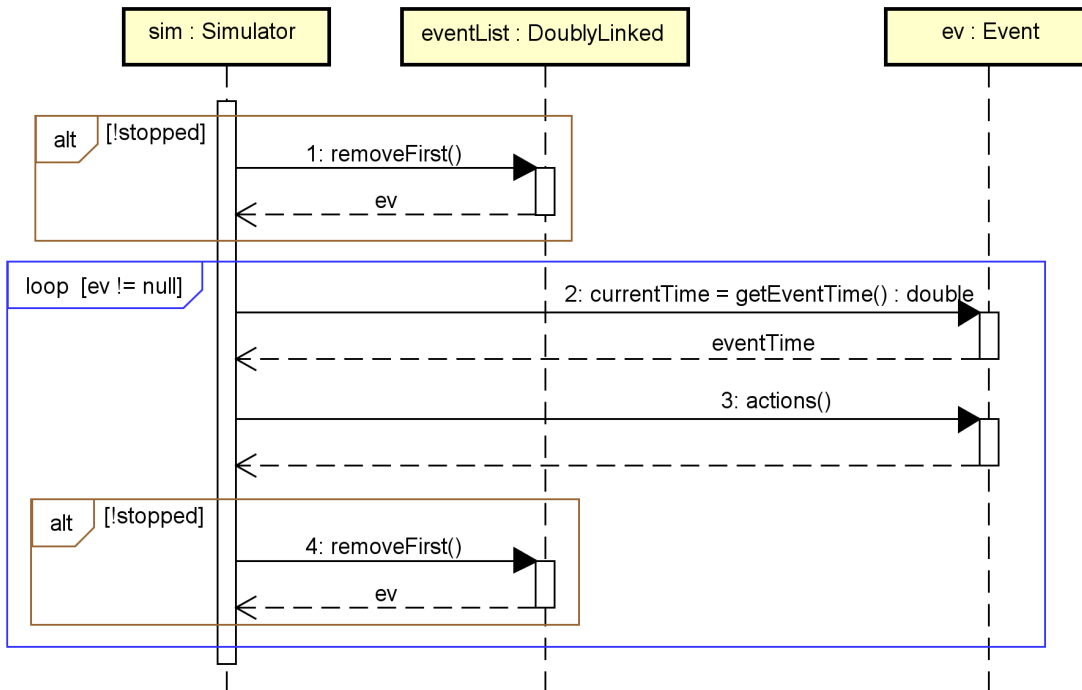 sim : Simulator
eventList : DoublyLinked
ev : Event
alt [!stopped]
1: removeFirst()
ev
loop [ev != null]
2: currentTime = getEventTime() : double
eventTime
3: actions()
alt [!stopped]
4: removeFirst()
ev